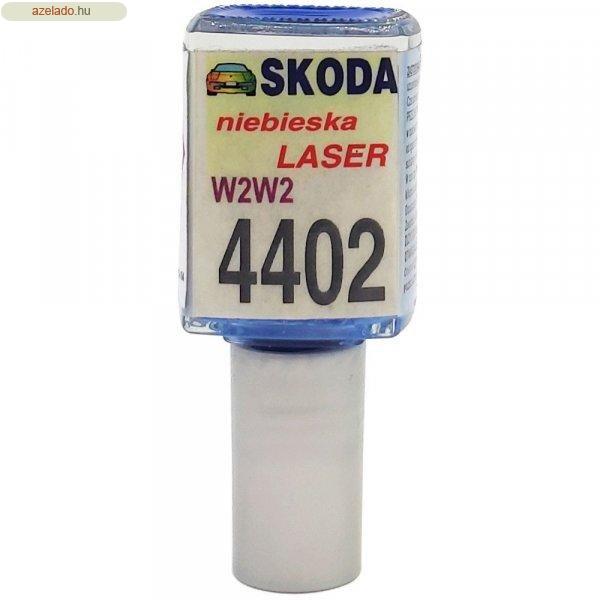 azelado.hu
SKODA
niebieska
LASER
W2W2
4402